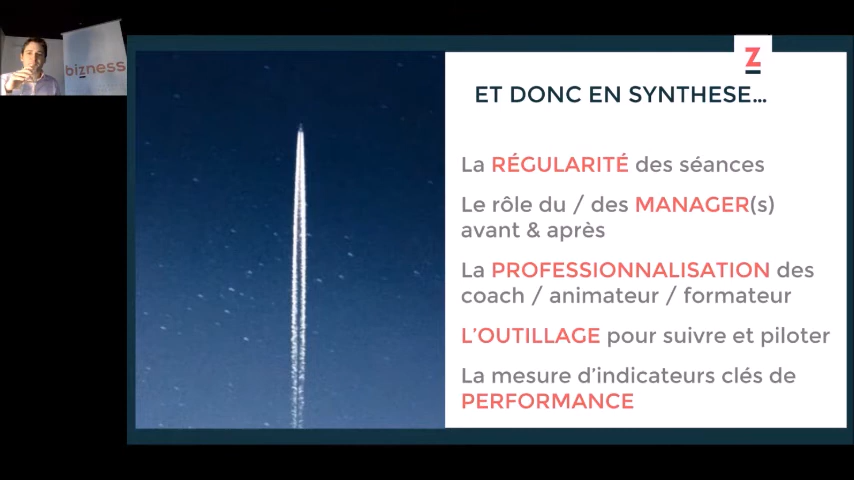 bizness
Z
ET DONC EN SYNTHESE...
La RÉGULARITÉ des séances
Le rôle du / des MANAGER(s)
avant & après
La PROFESSIONNALISATION des
coach / animateur / formateur
L'OUTILLAGE pour suivre et piloter
La mesure d'indicateurs clés de
PERFORMANCE